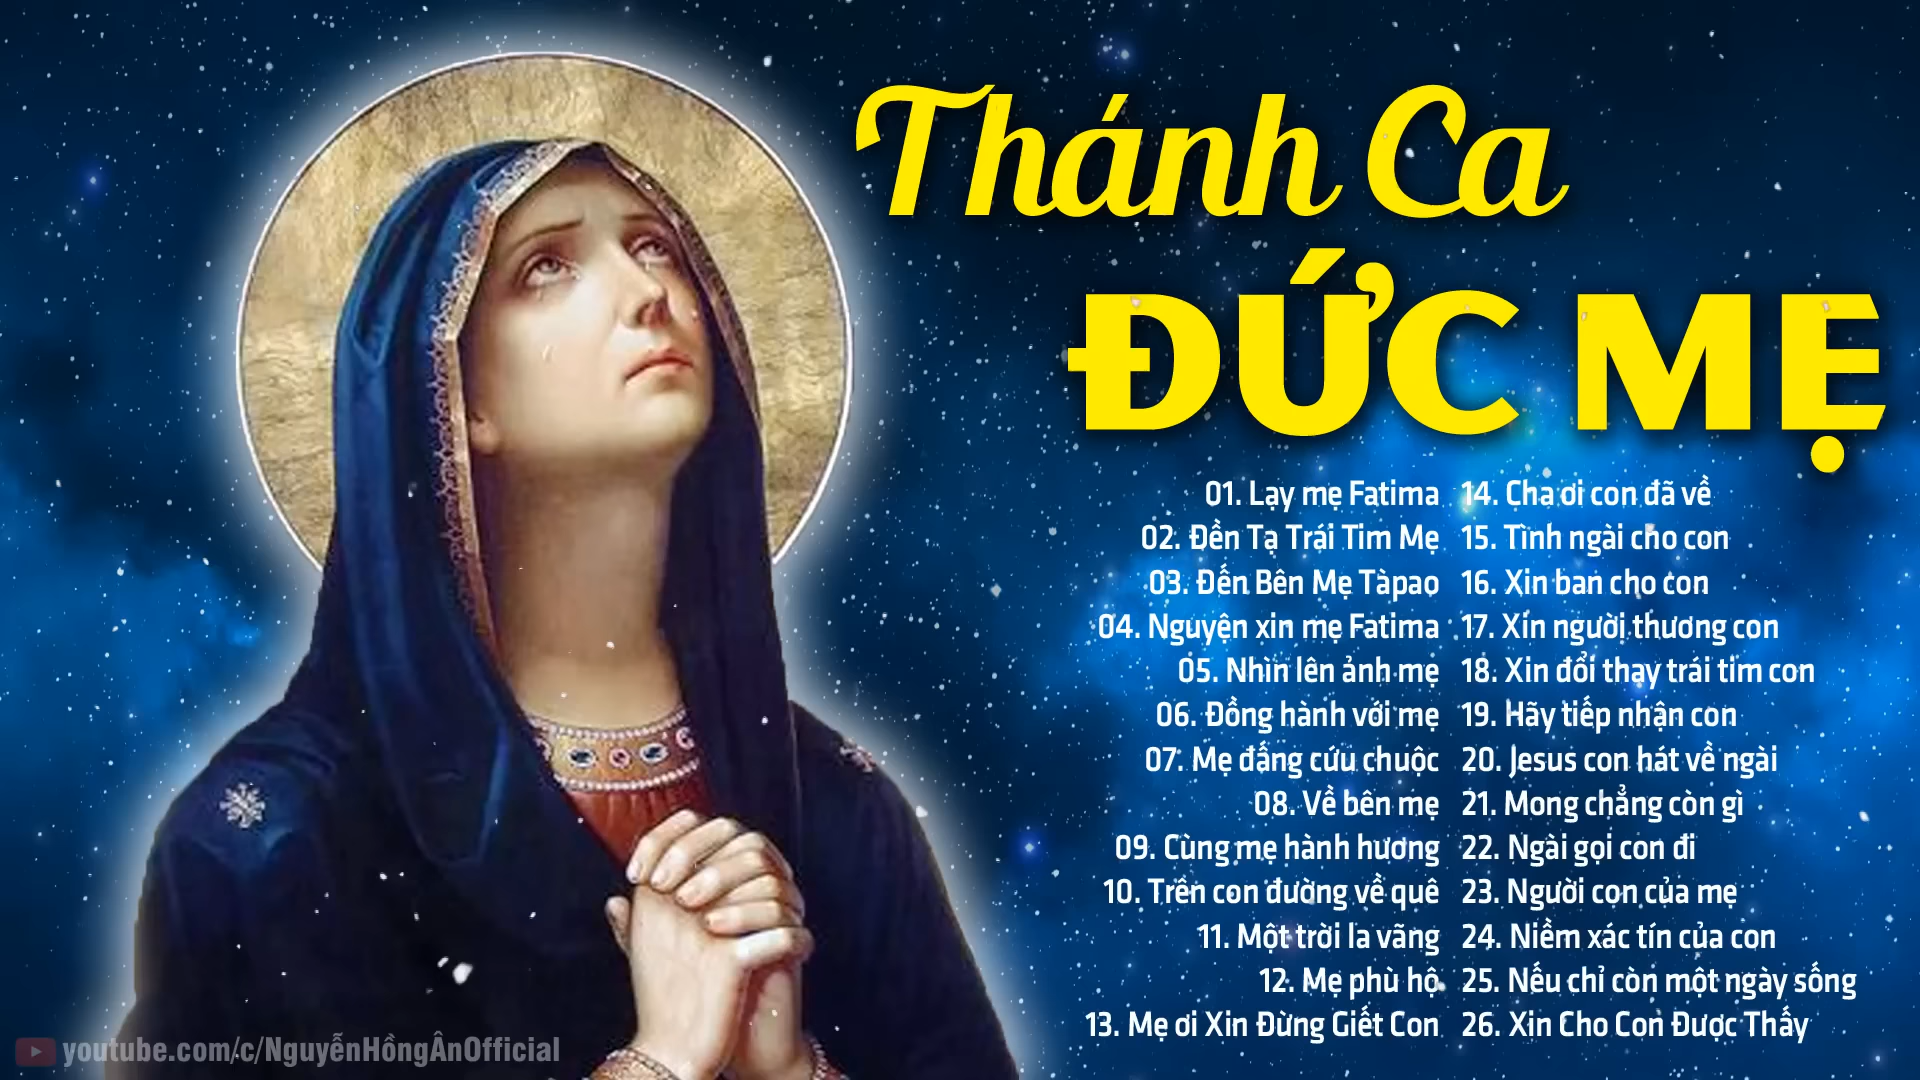 Thánh Ca
ĐỨC MẸ
01. Lạy mẹ Fatima
02. Đền Tạ Trái Tim Mẹ
03. Đến Bên Mẹ Tàpao
04. Nguyện xin mẹ Fatima
05. Nhìn lên ảnh mẹ
06. Đồng hành với mẹ
07. Mẹ đấng cứu chuộc
08. Về bên mẹ
09. Cùng mẹ hành hương
10. Trên con đường về quê
11. Một trời la vãng
12. Mẹ phù hộ
13. Mẹ ơi Xin Đừng Giết Con
14. Cha ơi con đã về
15. Tình ngài cho con
16. Xin ban cho con
17. Xin người thương con
18. Xin đổi thay trái tim con
19. Hãy tiếp nhận con
20. Jesus con hát về ngài
21. Mong chẳng còn gì
22. Ngài gọi con đi
23. Người con của mẹ
24. Niềm xác tín của con
25. Nếu chỉ còn một ngày sống
26. Xin Cho Con Được Thấy
youtube.com/c/NguyễnHồngÂnOfficial